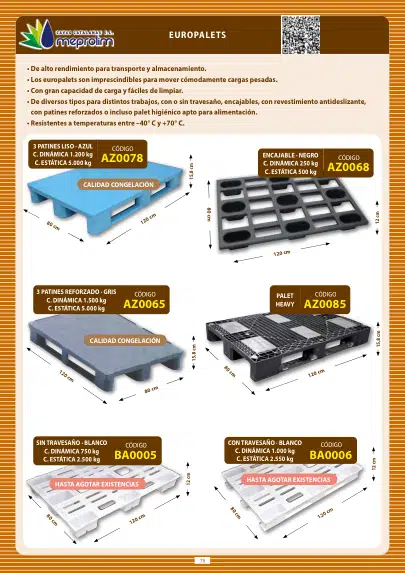 CAYAS CATALANAS S.L.
meprolim
EUROPALETS
• De alto rendimiento para transporte y almacenamiento.
• Los europalets son imprescindibles para mover cómodamente cargas pesadas.
• Con gran capacidad de carga y fáciles de limpiar.
• De diversos tipos para distintos trabajos, con o sin travesaño, encajables, con revestimiento antideslizante,
con patines reforzados o incluso palet higiénico apto para alimentación.
• Resistentes a temperaturas entre –40° C y +70° C.
3 PATINES LISO - AZUL
C. DINÁMICA 1.200 kg
C. ESTÁTICA 5.000 kg
CÓDIGO
AZ0078
CALIDAD CONGELACIÓN
15,8 cm
80 cm
120 cm
ENCAJABLE - NEGRO
C. DINÁMICA 250 kg
C. ESTÁTICA 500 kg
CÓDIGO
AZ0068
80 cm
12 cm
120 cm
3 PATINES REFORZADO - GRIS
C. DINÁMICA 1.500 kg
C. ESTÁTICA 5.000 kg
CÓDIGO
AZ0065
CALIDAD CONGELACIÓN
15,8 cm
120 cm
80 cm
PALET
HEAVY
CÓDIGO
AZ0085
15,6 cm
80 cm
120 cm
SIN TRAVESAÑO - BLANCO
C. DINÁMICA 750 kg
C. ESTÁTICA 2.500 kg
CÓDIGO
BA0005
HASTA AGOTAR EXISTENCIAS
12 cm
80 cm
120 cm
CON TRAVESAÑO - BLANCO
C. DINÁMICA 1.000 kg
C. ESTÁTICA 2.550 kg
CÓDIGO
BA0006
HASTA AGOTAR EXISTENCIAS
12 cm
80 cm
120 cm